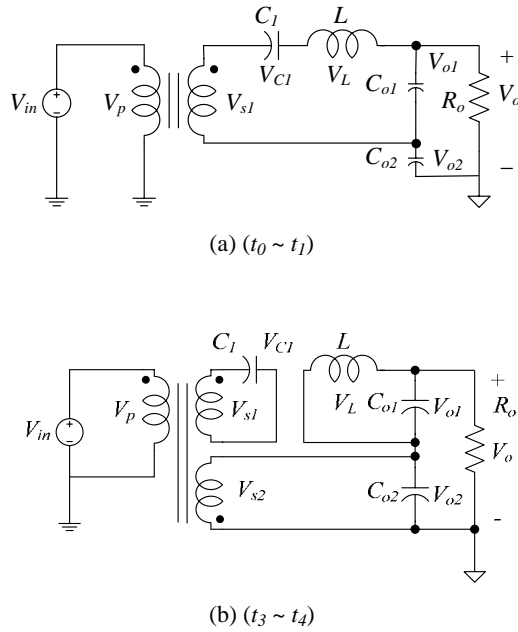 C1 L
Vin Vp Vs1 VC1 VL Co1 Vo1 Ro + Vo −
Co2 Vo2
(a) (t0 ~ t1)
C1 VC1 L
Vin Vp Vs1 VL Co1 Vo1 + Ro
Vs2 Co2 Vo2 Vo -
(b) (t3 ~ t4)